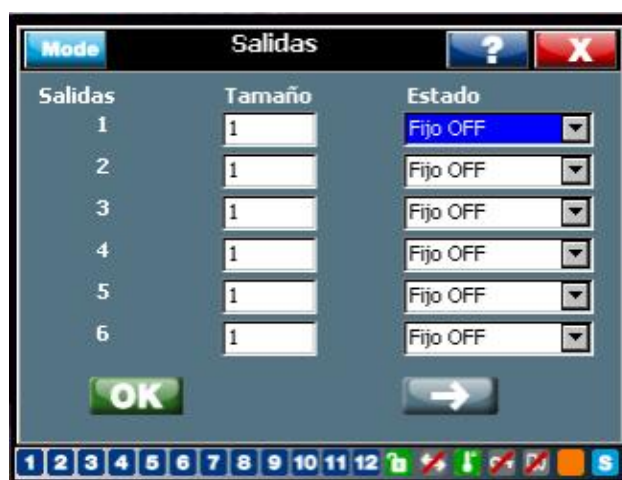 Mode Salidas ? X
Salidas Tamaño Estado
1 1 Fijo OFF
2 1 Fijo OFF
3 1 Fijo OFF
4 1 Fijo OFF
5 1 Fijo OFF
6 1 Fijo OFF
OK
1 2 3 4 5 6 7 8 9 10 11 12 S